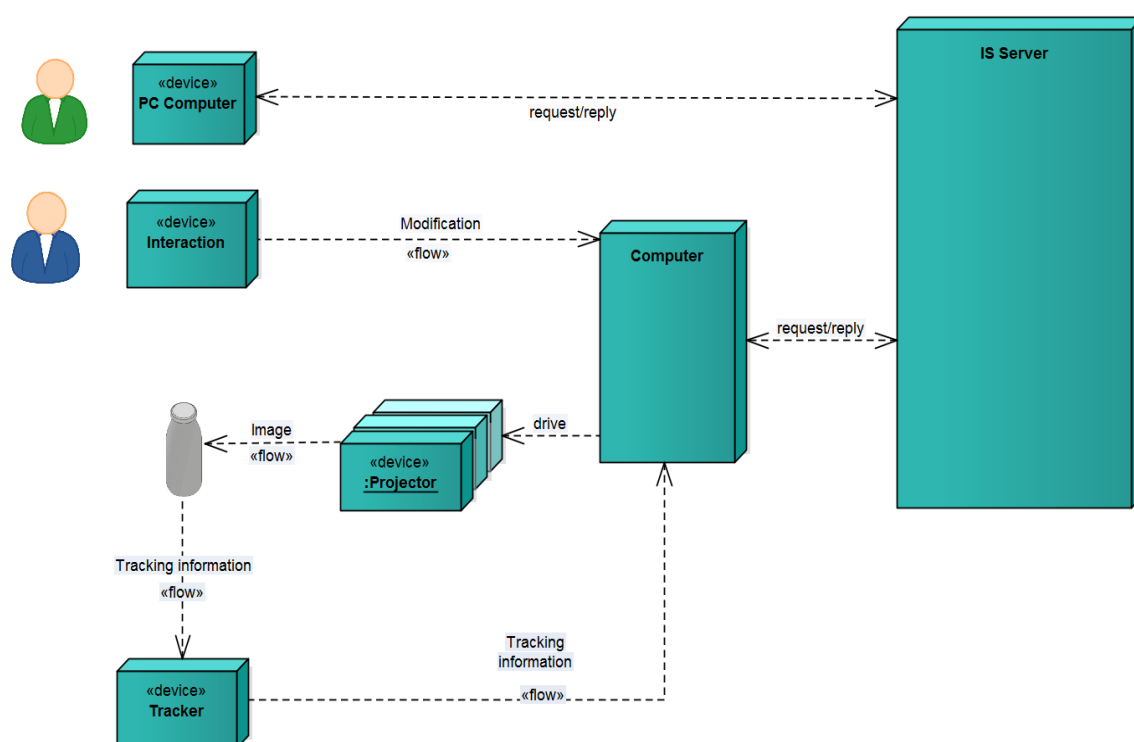 IS Server
«device»
PC Computer
request/reply
«device»
Interaction
Modification
«flow»
Computer
request/reply
drive
Image
«flow»
«device»
:Projector
Tracking information
«flow»
Tracking
information
«flow»
«device»
Tracker